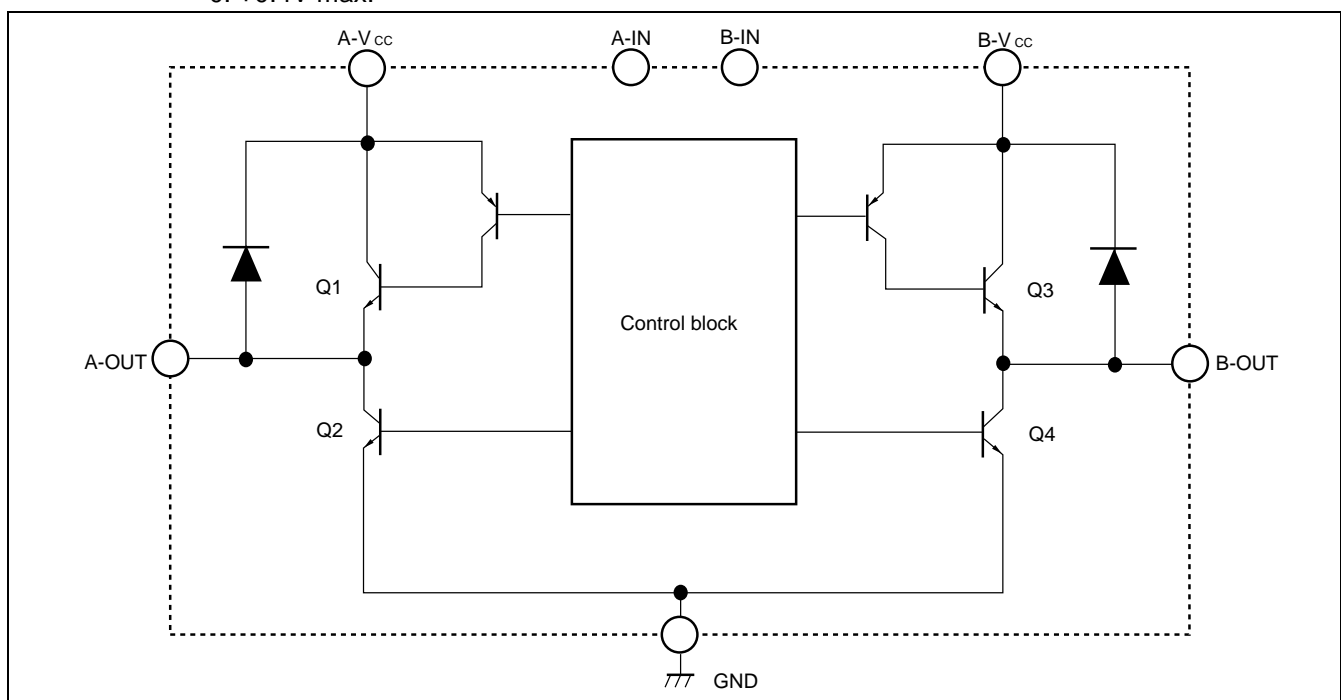 A-VCC
A-IN
B-IN
B-VCC
Q1
Q3
Control block
A-OUT
B-OUT
Q2
Q4
GND